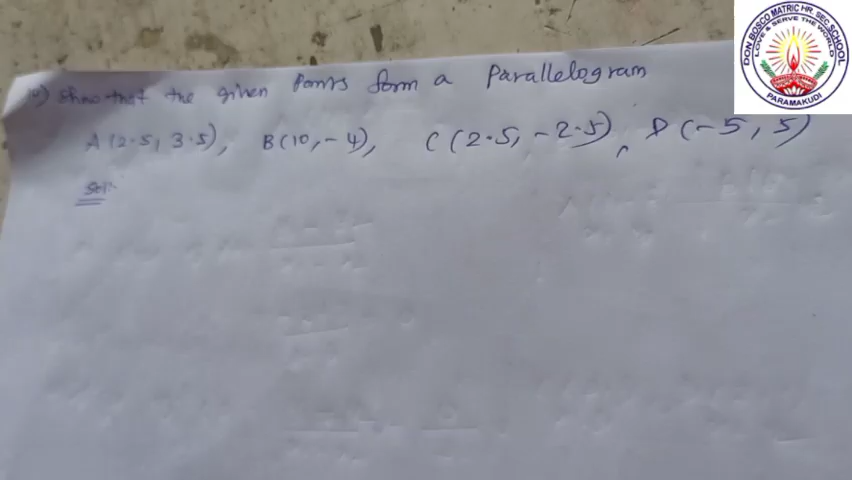 10) Show that the given Points form a Parallelogram
A(2.5, 3.5), B(10, -4), C(2.5, -2.5), D(-5, 5)
Sol:
DON BOSCO MATRIC HR. SEC. SCHOOL
LOVE & SERVE THE WORLD
PARAMAKUDI